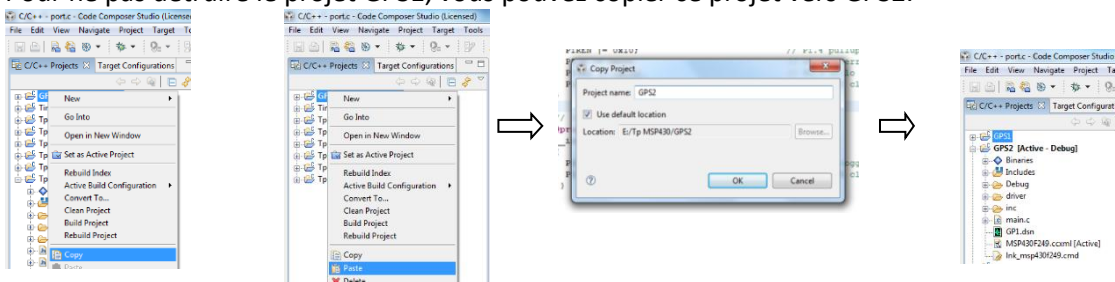 Pour ne pas détruire le projet GPS1, vous pouvez copier ce projet vers GPS2.
C/C++ - port.c - Code Composer Studio (License
File Edit View Navigate Project Target
C/C++ Projects Target Configurations
New
Go Into
Open in New Window
Set as Active Project
Rebuild Index
Active Build Configuration
Convert To...
Clean Project
Build Project
Rebuild Project
Copy
Paste
C/C++ - port.c - Code Composer Studio (Licensed)
File Edit View Navigate Project Target Tools
C/C++ Projects Target Configurations
New
Go Into
Open in New Window
Set as Active Project
Rebuild Index
Active Build Configuration
Convert To...
Clean Project
Build Project
Rebuild Project
Copy
Paste
Delete
Copy Project
Project name: GPS2
Use default location
Location: E:/Tp MSP430/GPS2 Browse...
OK Cancel
C/C++ - port.c - Code Composer Studio
File Edit View Navigate Project Ta
C/C++ Projects Target Configurat
GPS1
GPS2 [Active - Debug]
Binaries
Includes
Debug
driver
inc
main.c
GP1.dsn
MSP430F249.ccxml [Active]
lnk_msp430f249.cmd